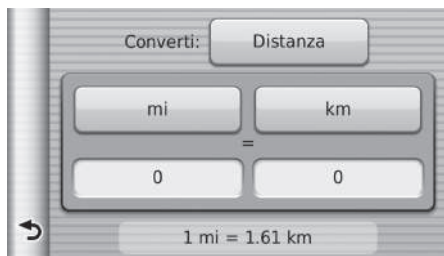 Converti: Distanza
mi km
=
0 0
1 mi = 1.61 km